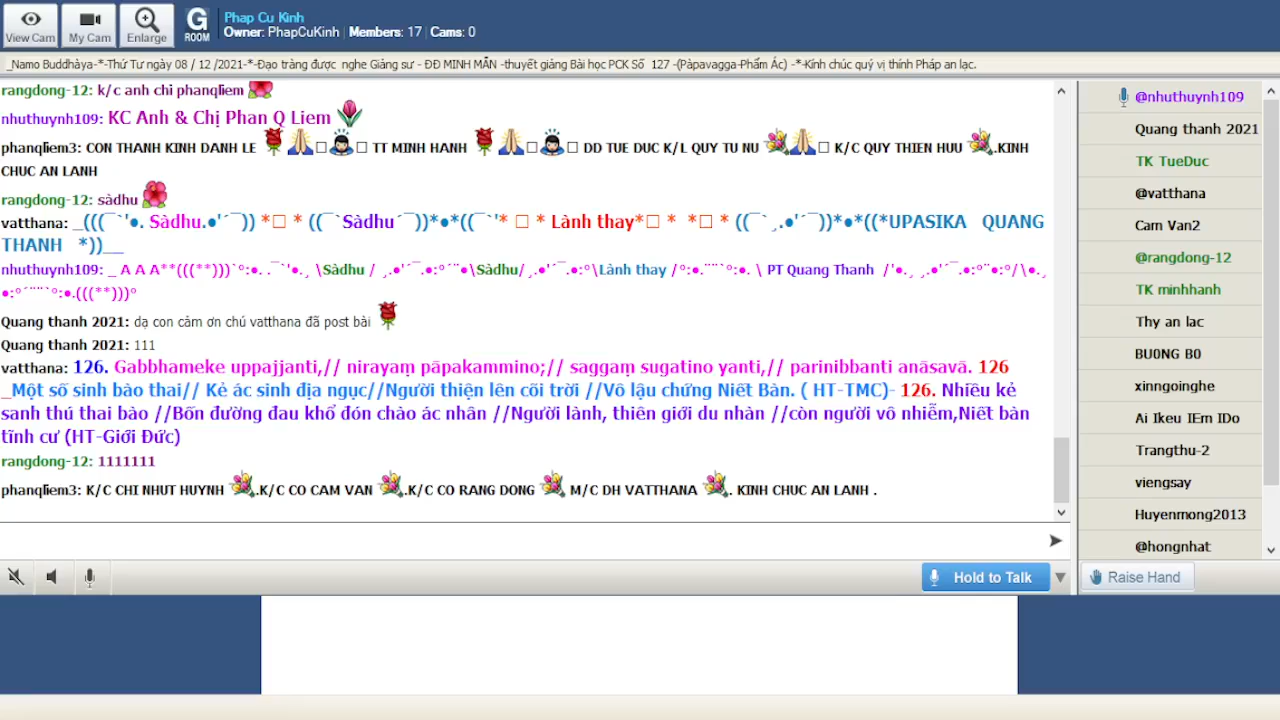 View Cam
My Cam
Enlarge
G
ROOM
Phap Cu Kinh
Owner: PhapCuKinh | Members: 17 | Cams: 0
_Namo Buddhàya-*-Thứ Tư ngày 08 / 12 /2021-*-Đạo tràng được nghe Giảng sư - ĐĐ MINH MẪN -thuyết giảng Bài học PCK Số 127 -(Pàpavagga-Phẩm Ác) -*-Kính chúc quý vị thính Pháp an lạc.
rangdong-12: k/c anh chi phanqliem
nhuthuynh109: KC Anh & Chị Phan Q Liem
phanqliem3: CON THANH KINH DANH LE TT MINH HANH DD TUE DUC K/L QUY TU NU K/C QUY THIEN HUU .KINH
CHUC AN LANH
rangdong-12: sàdhu
vatthana: _(((¯`'●. Sàdhu.●'´¯)) *□ * ((¯`Sàdhu´¯))*●*((¯`'* □ * Lành thay*□ * *□ * ((¯`¸.●'´¯))*●*((*UPASIKA QUANG
THANH *))__
nhuthuynh109: _ A A A**(((**)))`°:●. .¯`'●.¸ \Sàdhu / ¸.●'´¯.●:°´¨●\Sàdhu/¸.●'´¯.●:°\Lành thay /°:●.¨¨`°:●. \ PT Quang Thanh /'●.¸ ¸.●'´¯.●:°¨●:°/\●.¸
●:°´¨¨`°:●.(((**)))°
Quang thanh 2021: dạ con cảm ơn chú vatthana đã post bài
Quang thanh 2021: 111
vatthana: 126. Gabbhameke uppajjanti,// nirayaṃ pāpakammino;// saggaṃ sugatino yanti,// parinibbanti anāsavā. 126
_Một số sinh bào thai// Kẻ ác sinh địa ngục//Người thiện lên cõi trời //Vô lậu chứng Niết Bàn. ( HT-TMC)- 126. Nhiều kẻ
sanh thú thai bào //Bốn đường đau khổ đón chào ác nhân //Người lành, thiên giới du nhàn //còn người vô nhiễm,Niết bàn
tĩnh cư (HT-Giới Đức)
rangdong-12: 1111111
phanqliem3: K/C CHI NHUT HUYNH .K/C CO CAM VAN .K/C CO RANG DONG M/C DH VATTHANA . KINH CHUC AN LANH .
@nhuthuynh109
Quang thanh 2021
TK TueDuc
@vatthana
Cam Van2
@rangdong-12
TK minhhanh
Thy an lac
BU0NG B0
xinngoinghe
Ai Ikeu IEm IDo
Trangthu-2
viengsay
Huyenmong2013
@hongnhat
Hold to Talk
Raise Hand